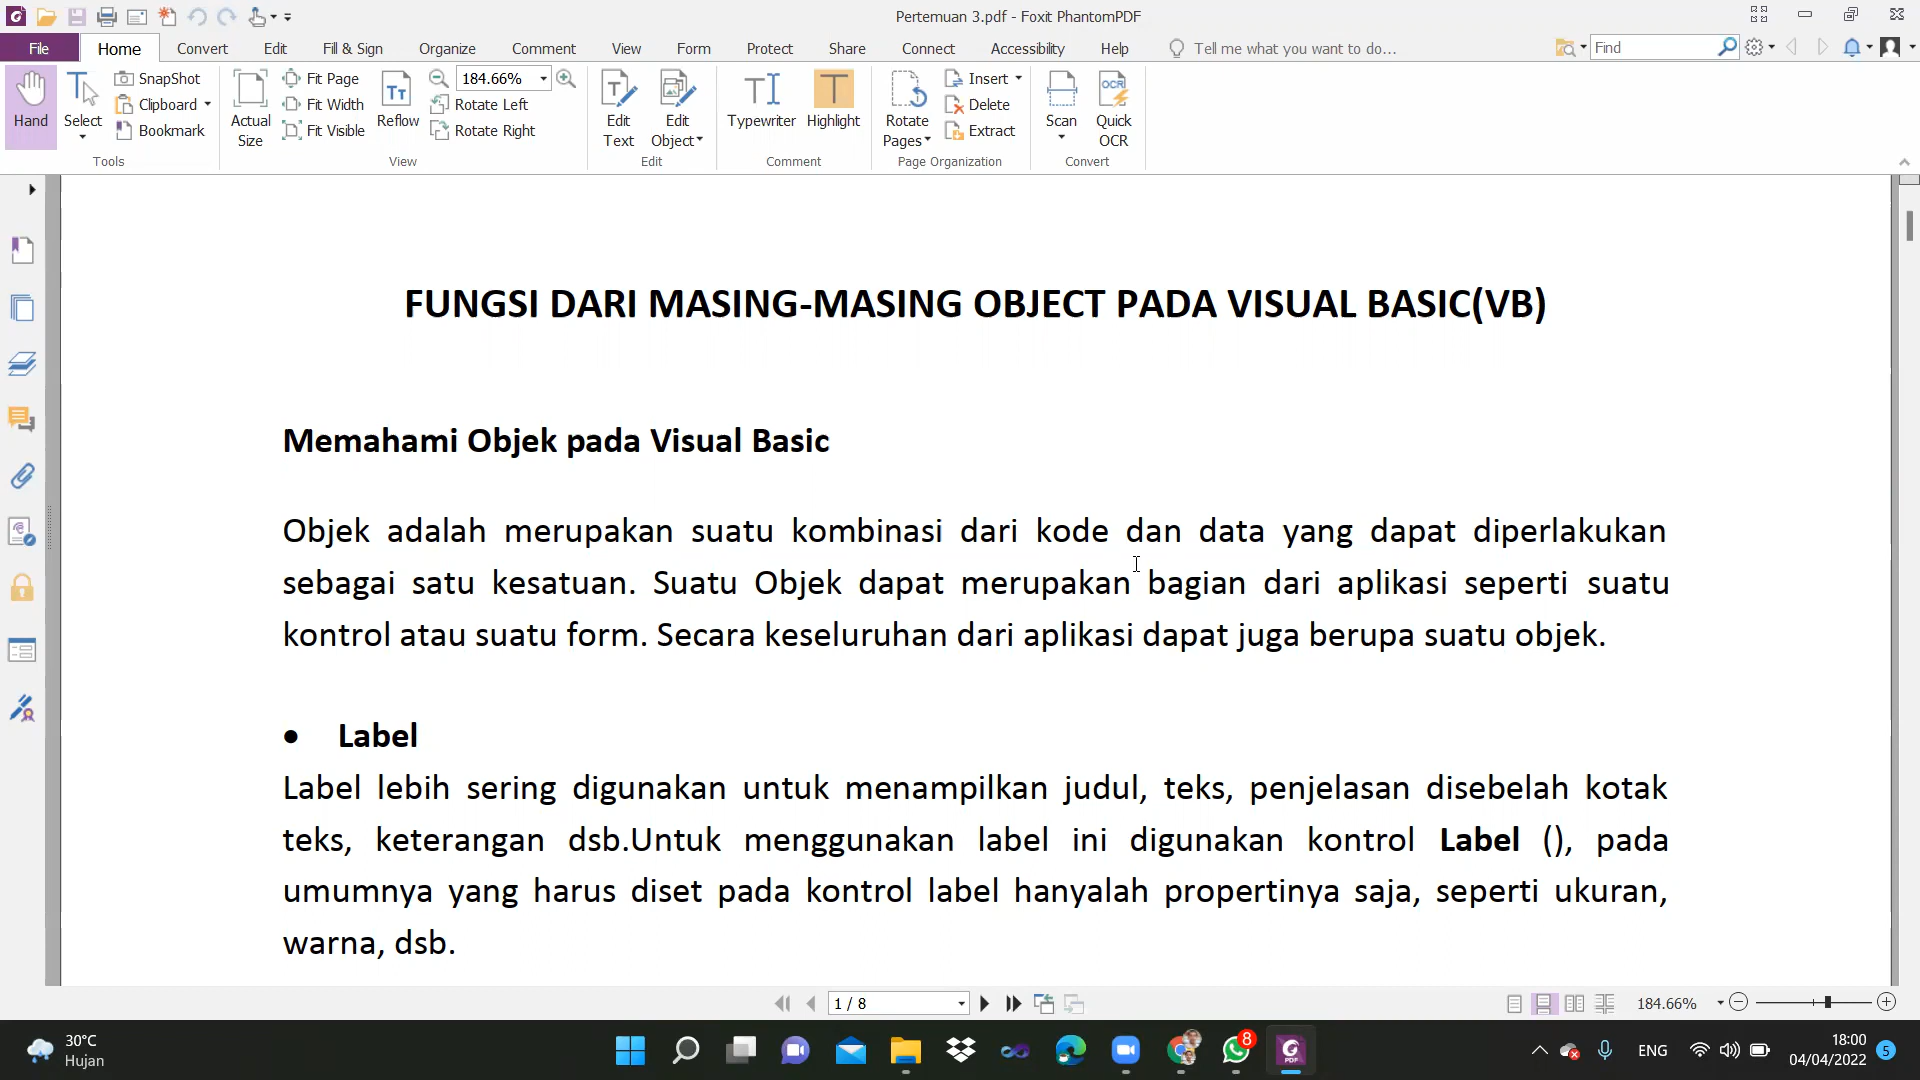 Pertemuan 3.pdf - Foxit PhantomPDF
File Home Convert Edit Fill & Sign Organize Comment View Form Protect Share Connect Accessibility Help Tell me what you want to do... Find
Hand
Select
SnapShot
Clipboard
Bookmark
Tools
Actual Size
Fit Page
Fit Width
Fit Visible
Reflow
184.66%
Rotate Left
Rotate Right
View
Edit Text
Edit Object
Edit
Typewriter
Highlight
Comment
Rotate Pages
Insert
Delete
Extract
Page Organization
Scan
Quick OCR
Convert
FUNGSI DARI MASING-MASING OBJECT PADA VISUAL BASIC(VB)
Memahami Objek pada Visual Basic
Objek adalah merupakan suatu kombinasi dari kode dan data yang dapat diperlakukan
sebagai satu kesatuan. Suatu Objek dapat merupakan bagian dari aplikasi seperti suatu
kontrol atau suatu form. Secara keseluruhan dari aplikasi dapat juga berupa suatu objek.
• Label
Label lebih sering digunakan untuk menampilkan judul, teks, penjelasan disebelah kotak
teks, keterangan dsb.Untuk menggunakan label ini digunakan kontrol Label (), pada
umumnya yang harus diset pada kontrol label hanyalah propertinya saja, seperti ukuran,
warna, dsb.
1 / 8
184.66%
30°C
Hujan
8
ENG
18:00
04/04/2022
5